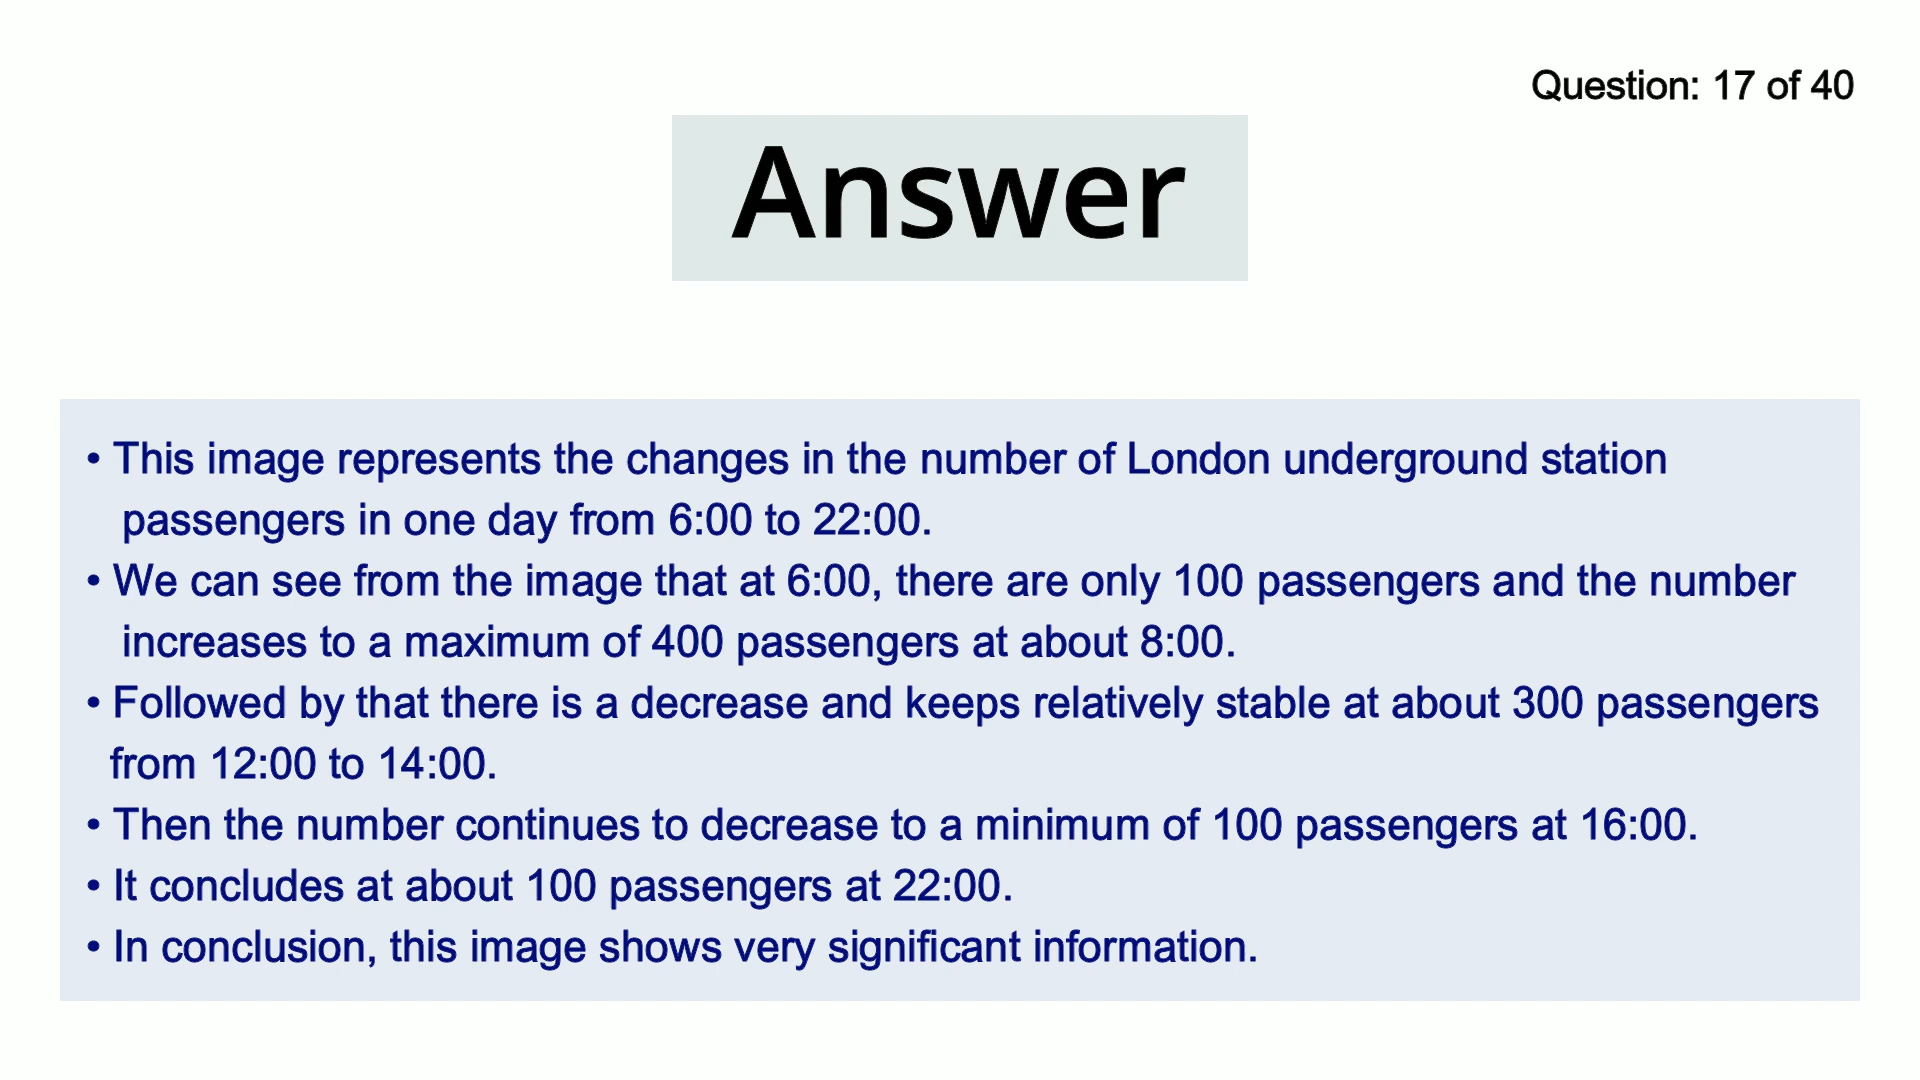 Question: 17 of 40
Answer
• This image represents the changes in the number of London underground station
passengers in one day from 6:00 to 22:00.
• We can see from the image that at 6:00, there are only 100 passengers and the number
increases to a maximum of 400 passengers at about 8:00.
• Followed by that there is a decrease and keeps relatively stable at about 300 passengers
from 12:00 to 14:00.
• Then the number continues to decrease to a minimum of 100 passengers at 16:00.
• It concludes at about 100 passengers at 22:00.
• In conclusion, this image shows very significant information.